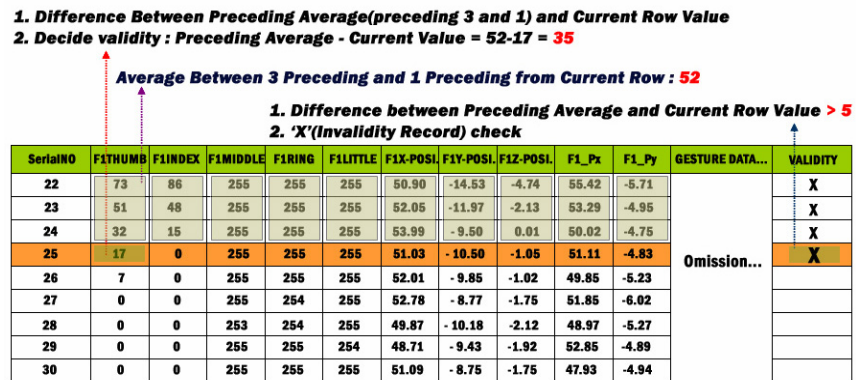 1. Difference Between Preceding Average(preceding 3 and 1) and Current Row Value
2. Decide validity : Preceding Average - Current Value = 52-17 = 35
Average Between 3 Preceding and 1 Preceding from Current Row : 52
1. Difference between Preceding Average and Current Row Value > 5
2. ‘X’(Invalidity Record) check
SerialNO F1THUMB F1INDEX F1MIDDLE F1RING F1LITTLE F1X-POSI. F1Y-POSI. F1Z-POSI. F1_Px F1_Py GESTURE DATA... VALIDITY
22 73 86 255 255 255 50.90 -14.53 -4.74 55.42 -5.71 X
23 51 48 255 255 255 52.05 -11.97 -2.13 53.29 -4.95 X
24 32 15 255 255 255 53.99 - 9.50 0.01 50.02 -4.75 X
25 17 0 255 255 255 51.03 - 10.50 -1.05 51.11 -4.83 Omission... X
26 7 0 255 255 255 52.01 - 9.85 -1.02 49.85 -5.23
27 0 0 255 254 255 52.78 - 8.77 -1.75 51.85 -6.02
28 0 0 253 254 255 49.87 - 10.18 -2.12 48.97 -5.27
29 0 0 255 255 254 48.71 - 9.43 -1.92 52.85 -4.89
30 0 0 255 255 255 51.09 - 8.75 -1.75 47.93 -4.94